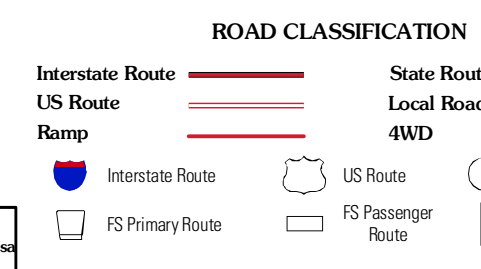 ROAD CLASSIFICATION
Interstate Route State Rout
US Route Local Road
Ramp 4WD
Interstate Route US Route
FS Primary Route FS Passenger
Route
sa